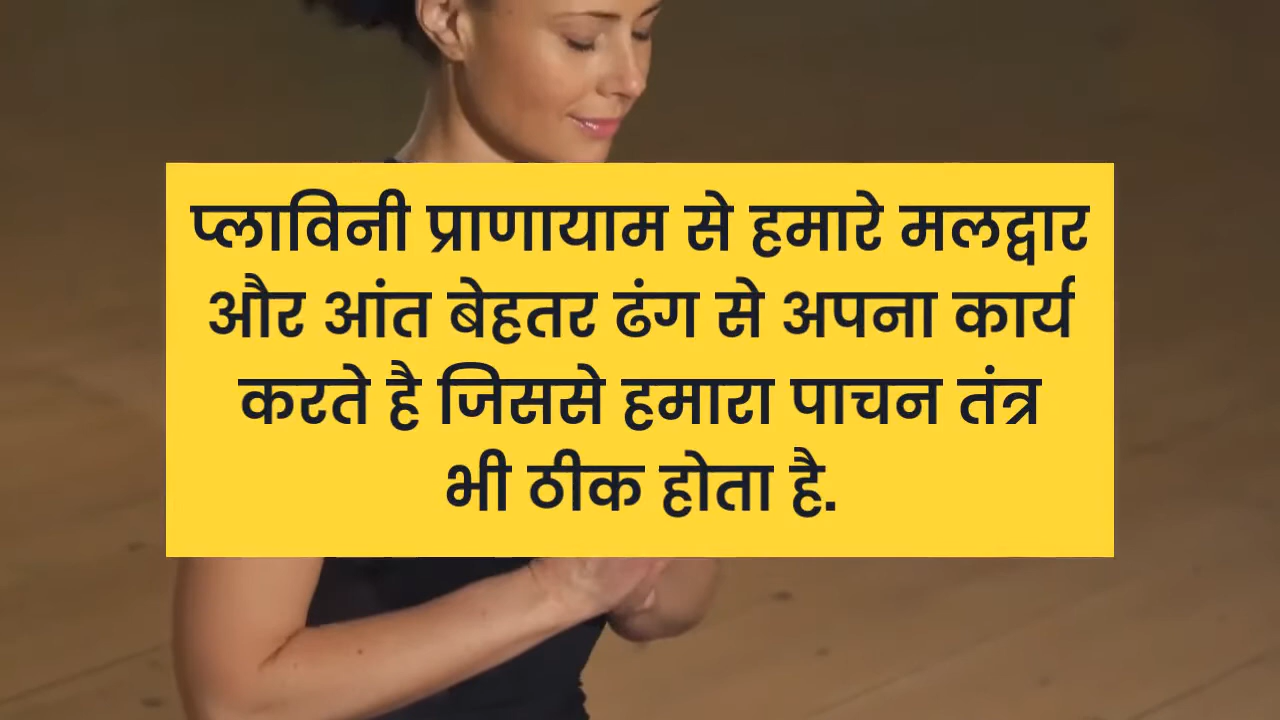 प्लाविनी प्राणायाम से हमारे मलद्वार
और आंत बेहतर ढंग से अपना कार्य
करते है जिससे हमारा पाचन तंत्र
भी ठीक होता है.